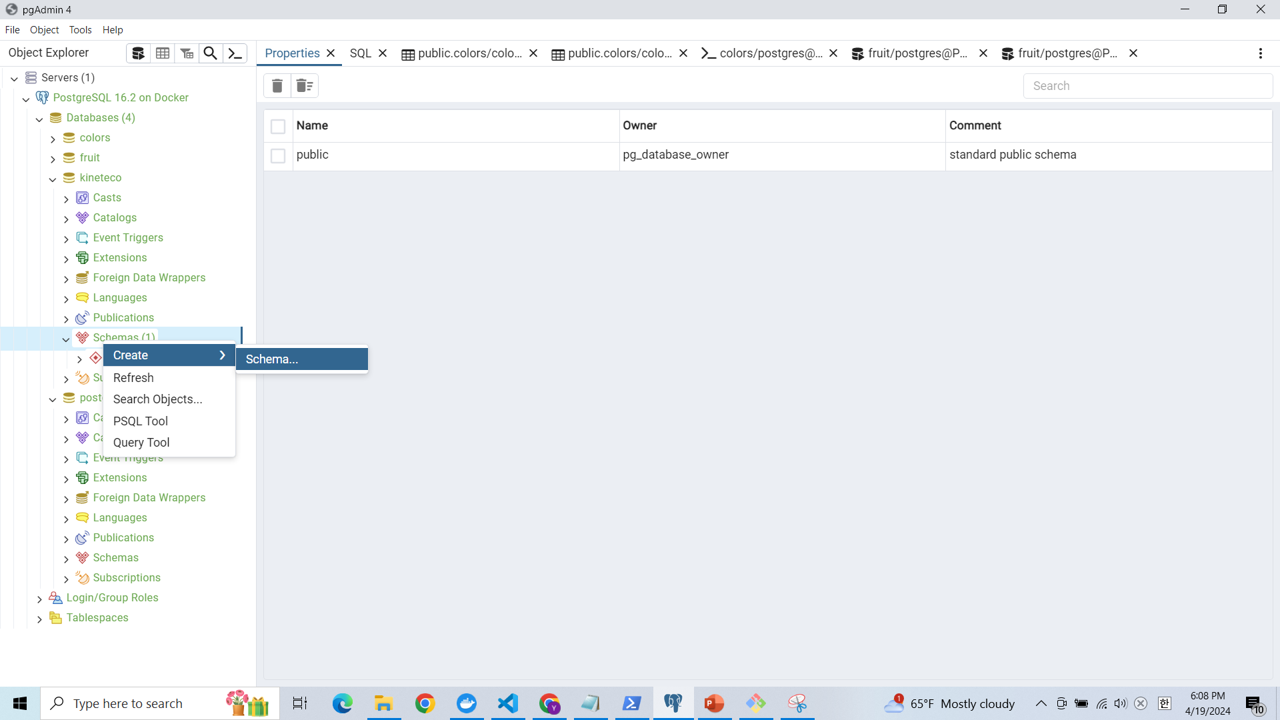 pgAdmin 4
File Object Tools Help
Object Explorer
Properties
SQL
public.colors/colo...
public.colors/colo...
colors/postgres@...
fruit/postgres@P...
fruit/postgres@P...
Servers (1)
PostgreSQL 16.2 on Docker
Databases (4)
colors
fruit
kineteco
Casts
Catalogs
Event Triggers
Extensions
Foreign Data Wrappers
Languages
Publications
Schemas (1)
Create
Schema...
Refresh
Search Objects...
PSQL Tool
Query Tool
Event Triggers
Extensions
Foreign Data Wrappers
Languages
Publications
Schemas
Subscriptions
Login/Group Roles
Tablespaces
Search
Name Owner Comment
public pg_database_owner standard public schema
Type here to search
1
65°F Mostly cloudy
6:08 PM
4/19/2024
10